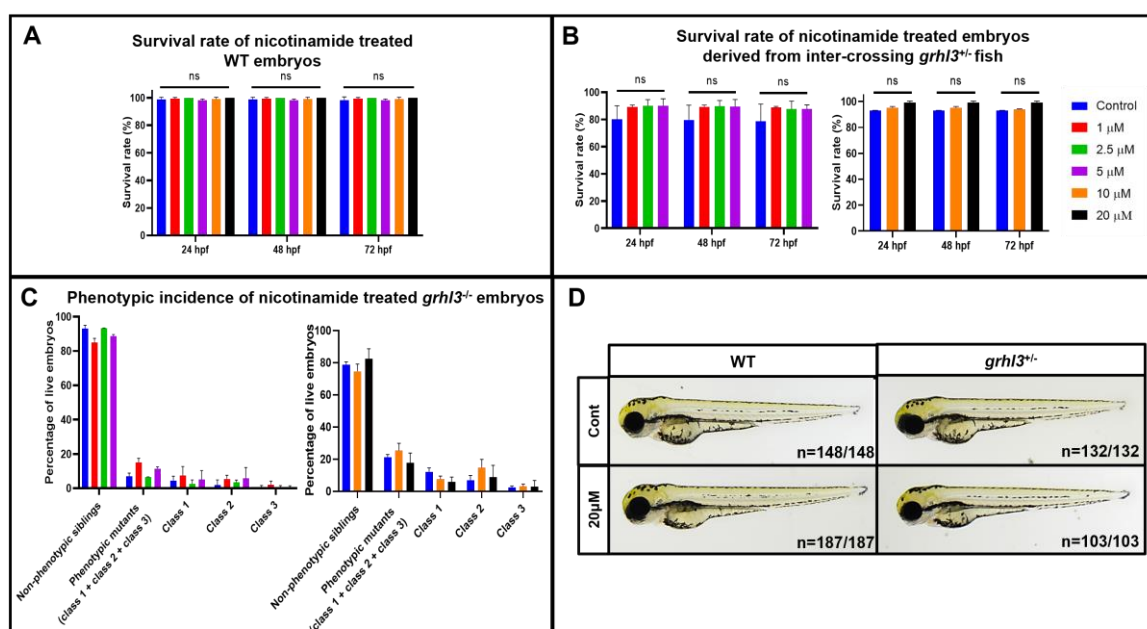 A
Survival rate of nicotinamide treated
WT embryos
ns
ns
ns
Survival rate (%)
100
80
60
40
20
0
24 hpf
48 hpf
72 hpf
B
Survival rate of nicotinamide treated embryos
derived from inter-crossing grhl3+/- fish
ns
ns
ns
Survival rate (%)
100
80
60
40
20
0
24 hpf
48 hpf
72 hpf
ns
ns
ns
Survival rate (%)
100
80
60
40
20
0
24 hpf
48 hpf
72 hpf
Control
1 µM
2.5 µM
5 µM
10 µM
20 µM
C
Phenotypic incidence of nicotinamide treated grhl3-/- embryos
Percentage of live embryos
100
80
60
40
20
0
Non-phenotypic siblings
Phenotypic mutants
(class 1 + class 2 + class 3)
Class 1
Class 2
Class 3
Percentage of live embryos
100
80
60
40
20
0
Non-phenotypic siblings
Phenotypic mutants
(class 1 + class 2 + class 3)
Class 1
Class 2
Class 3
D
WT
grhl3+/-
Cont
n=148/148
n=132/132
20µM
n=187/187
n=103/103